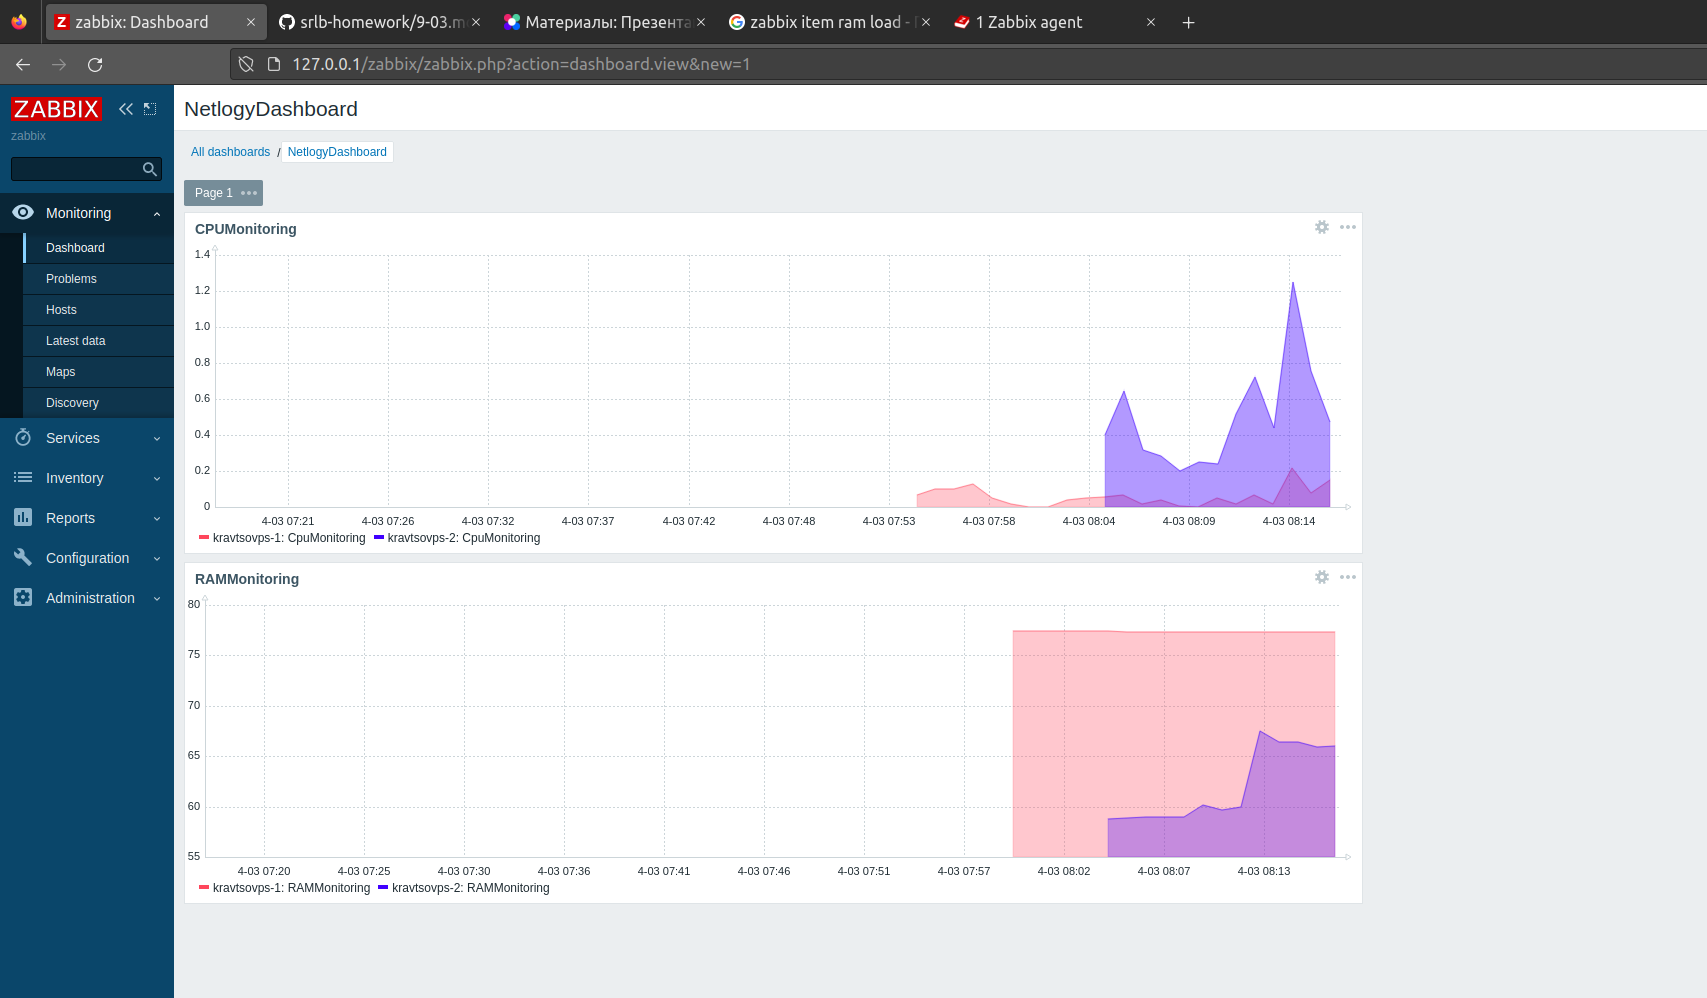 zabbix: Dashboard
srlb-homework/9-03.m
Материалы: Презента
zabbix item ram load -
1 Zabbix agent
127.0.0.1/zabbix/zabbix.php?action=dashboard.view&new=1
ZABBIX
zabbix
Monitoring
Dashboard
Problems
Hosts
Latest data
Maps
Discovery
Services
Inventory
Reports
Configuration
Administration
NetlogyDashboard
All dashboards / NetlogyDashboard
Page 1
CPUMonitoring
1.4
1.2
1.0
0.8
0.6
0.4
0.2
0
4-03 07:21 4-03 07:26 4-03 07:32 4-03 07:37 4-03 07:42 4-03 07:48 4-03 07:53 4-03 07:58 4-03 08:04 4-03 08:09 4-03 08:14
kravtsovps-1: CpuMonitoring kravtsovps-2: CpuMonitoring
RAMMonitoring
80
75
70
65
60
55
4-03 07:20 4-03 07:25 4-03 07:30 4-03 07:36 4-03 07:41 4-03 07:46 4-03 07:51 4-03 07:57 4-03 08:02 4-03 08:07 4-03 08:13
kravtsovps-1: RAMMonitoring kravtsovps-2: RAMMonitoring